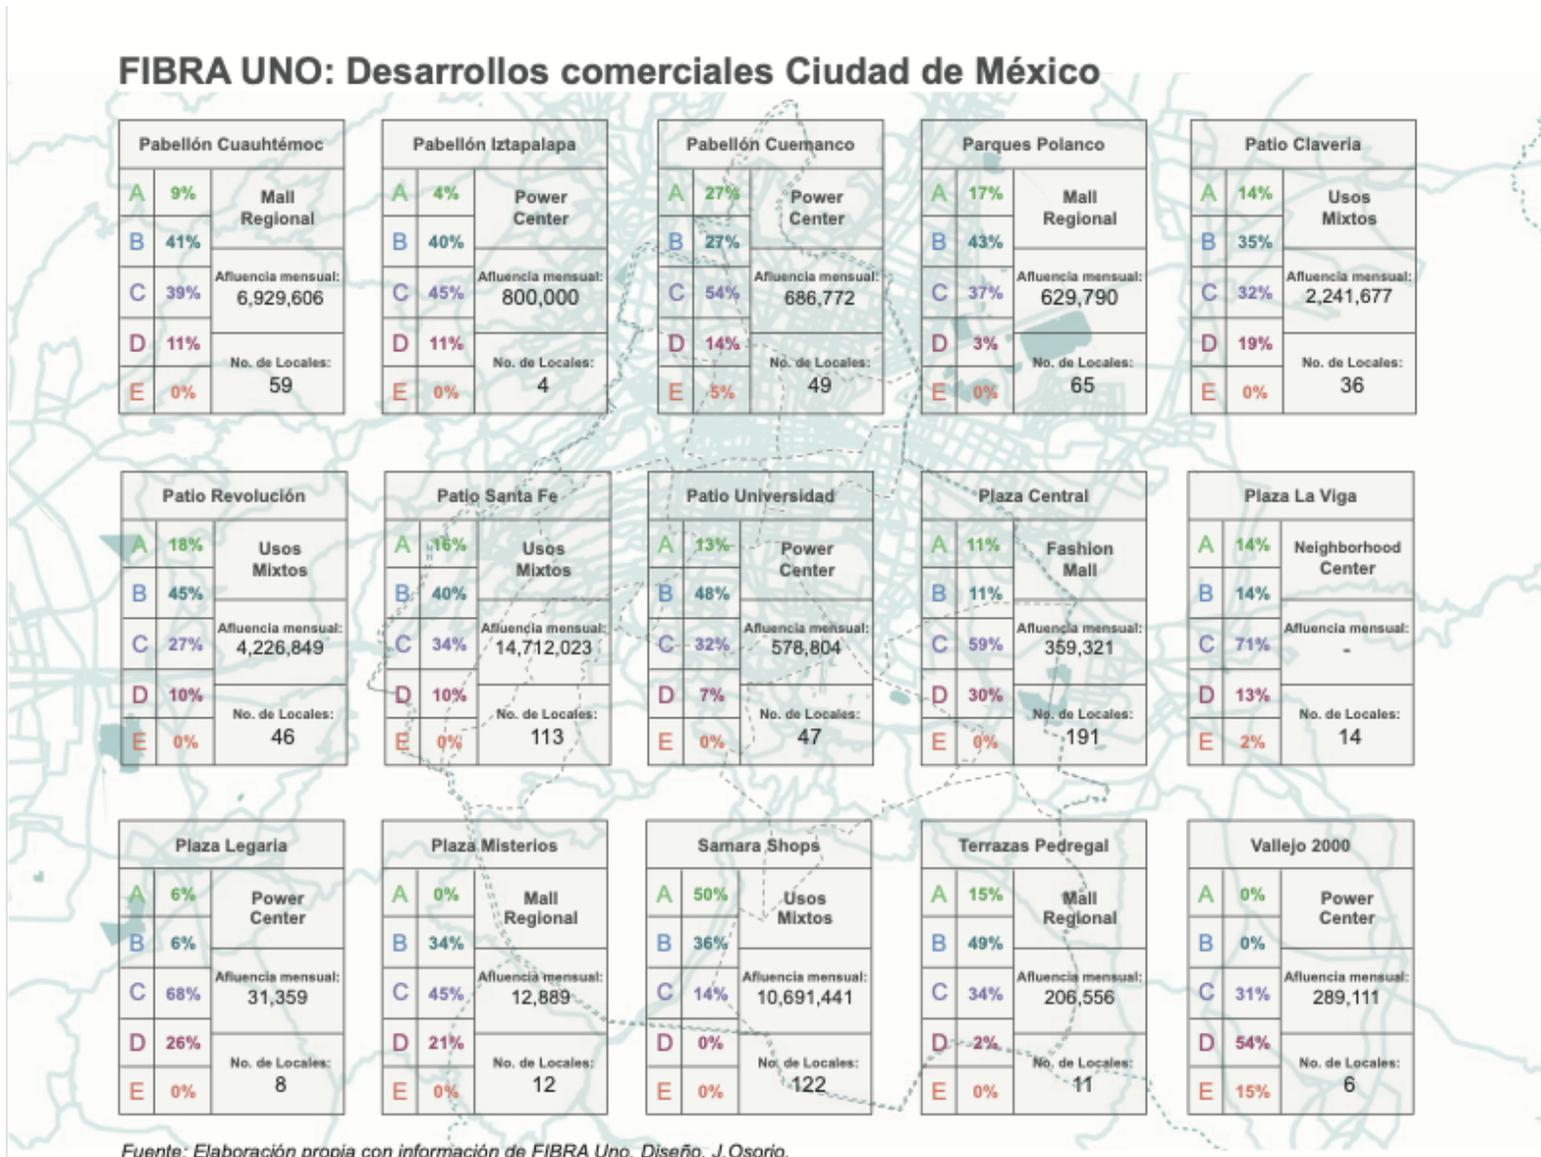 FIBRA UNO: Desarrollos comerciales Ciudad de México
Pabellón Cuauhtémoc
A 9%
B 41%
C 39%
D 11%
E 0%
Mall
Regional
Afluencia mensual:
6,929,606
No. de Locales:
59
Pabellón Iztapalapa
A 4%
B 40%
C 45%
D 11%
E 0%
Power
Center
Afluencia mensual:
800,000
No. de Locales:
4
Pabellón Cuemanco
A 27%
B 27%
C 54%
D 14%
E 5%
Power
Center
Afluencia mensual:
686,772
No. de Locales:
49
Parques Polanco
A 17%
B 43%
C 37%
D 3%
E 0%
Mall
Regional
Afluencia mensual:
629,790
No. de Locales:
65
Patio Claveria
A 14%
B 35%
C 32%
D 19%
E 0%
Usos
Mixtos
Afluencia mensual:
2,241,677
No. de Locales:
36
Patio Revolución
A 18%
B 45%
C 27%
D 10%
E 0%
Usos
Mixtos
Afluencia mensual:
4,226,849
No. de Locales:
46
Patio Santa Fe
A 16%
B 40%
C 34%
D 10%
E 0%
Usos
Mixtos
Afluencia mensual:
14,712,023
No. de Locales:
113
Patio Universidad
A 13%
B 48%
C 32%
D 7%
E 0%
Power
Center
Afluencia mensual:
578,804
No. de Locales:
47
Plaza Central
A 11%
B 11%
C 59%
D 30%
E 0%
Fashion
Mall
Afluencia mensual:
359,321
No. de Locales:
191
Plaza La Viga
A 14%
B 14%
C 71%
D 13%
E 2%
Neighborhood
Center
Afluencia mensual:
-
No. de Locales:
14
Plaza Legaria
A 6%
B 6%
C 68%
D 26%
E 0%
Power
Center
Afluencia mensual:
31,359
No. de Locales:
8
Plaza Misterios
A 0%
B 34%
C 45%
D 21%
E 0%
Mall
Regional
Afluencia mensual:
12,889
No. de Locales:
12
Samara Shops
A 50%
B 36%
C 14%
D 0%
E 0%
Usos
Mixtos
Afluencia mensual:
10,691,441
No. de Locales:
122
Terrazas Pedregal
A 15%
B 49%
C 34%
D 2%
E 0%
Mall
Regional
Afluencia mensual:
206,556
No. de Locales:
11
Vallejo 2000
A 0%
B 0%
C 31%
D 54%
E 15%
Power
Center
Afluencia mensual:
289,111
No. de Locales:
6
Fuente: Elaboración propia con información de FIBRA Uno. Diseño. J.Osorio.